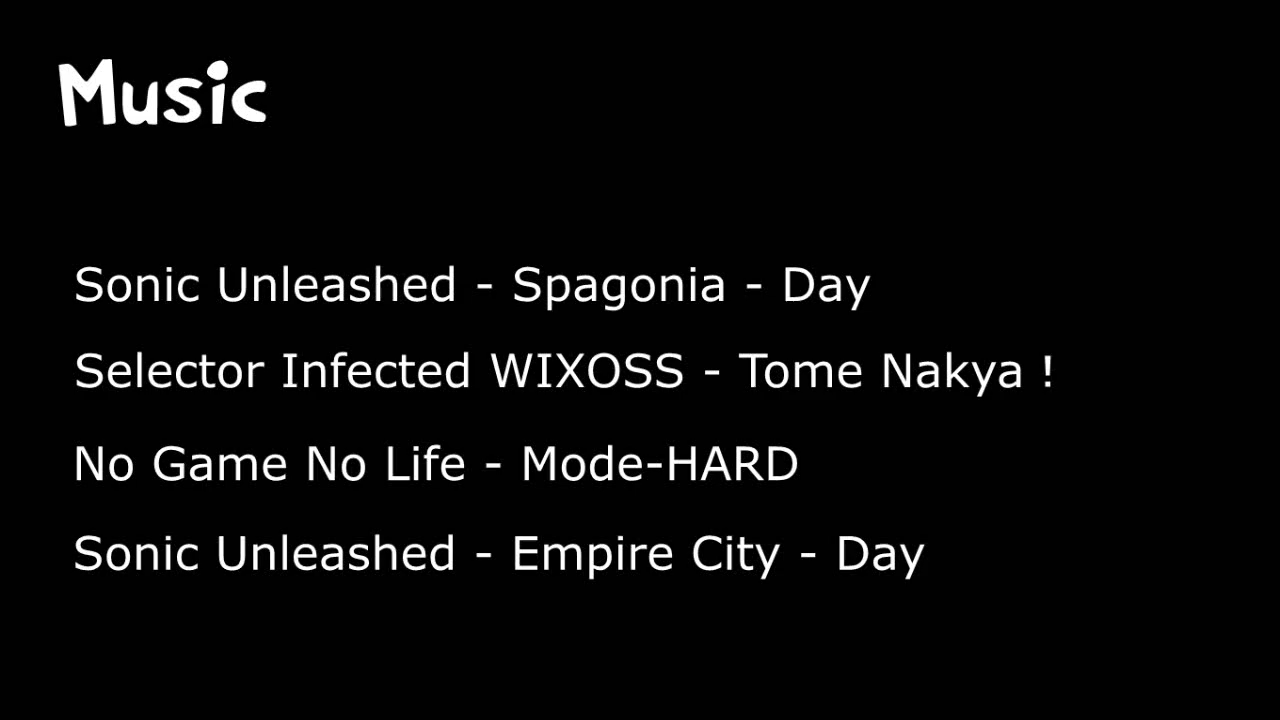 Music
Sonic Unleashed - Spagonia - Day
Selector Infected WIXOSS - Tome Nakya !
No Game No Life - Mode-HARD
Sonic Unleashed - Empire City - Day